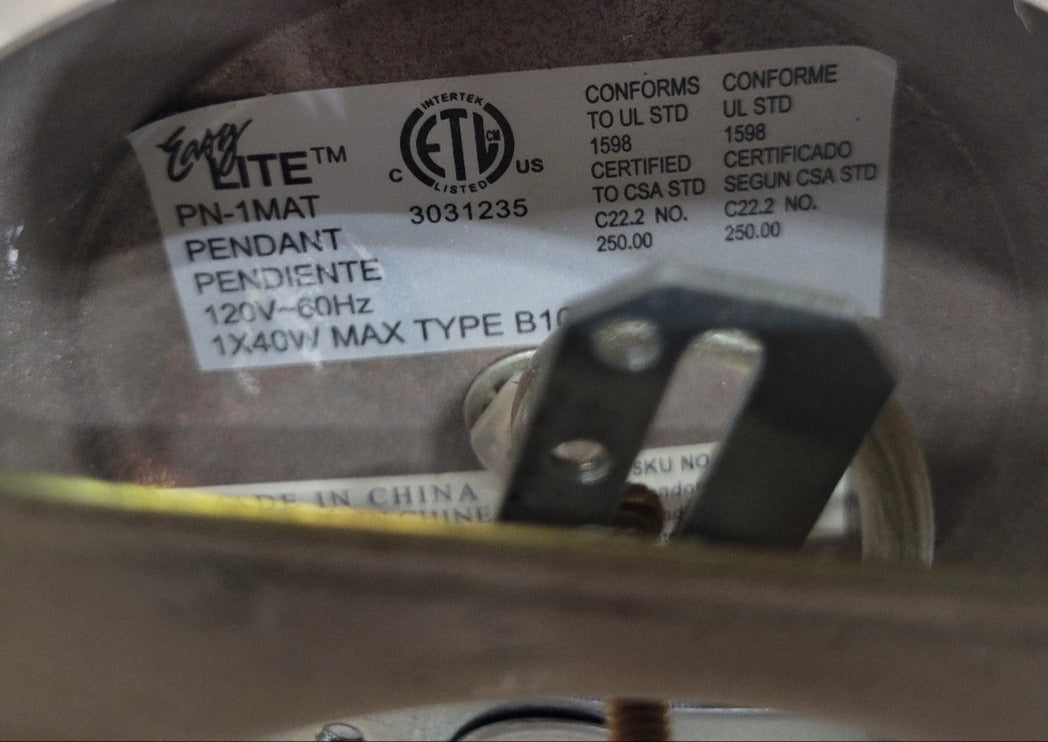 Easy
LITE™
PN-1MAT
PENDANT
PENDIENTE
120V~60Hz
1X40W MAX TYPE B10
INTERTEK
ETL CM
LISTED
C US
3031235
CONFORMS
TO UL STD
1598
CERTIFIED
TO CSA STD
C22.2 NO.
250.00
CONFORME
UL STD
1598
CERTIFICADO
SEGUN CSA STD
C22.2 NO.
250.00
IN CHINA
SKU NO